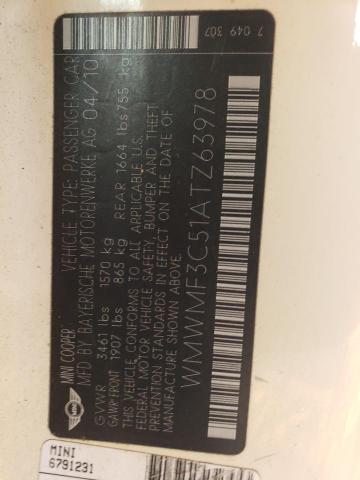 7 049 307
MINI COOPER VEHICLE TYPE: PASSENGER CAR
MFD BY BAYERISCHE MOTORENWERKE AG 04/10
GVWR 3461 lbs 1570 kg
GAWR FRONT 1907 lbs 865 kg REAR 1664 lbs 755 kg
THIS VEHICLE CONFORMS TO ALL APPLICABLE U.S.
FEDERAL MOTOR VEHICLE SAFETY, BUMPER AND THEFT
PREVENTION STANDARDS IN EFFECT ON THE DATE OF
MANUFACTURE SHOWN ABOVE.
WMWMF3C51ATZ63978
MINI
MINI
6791231